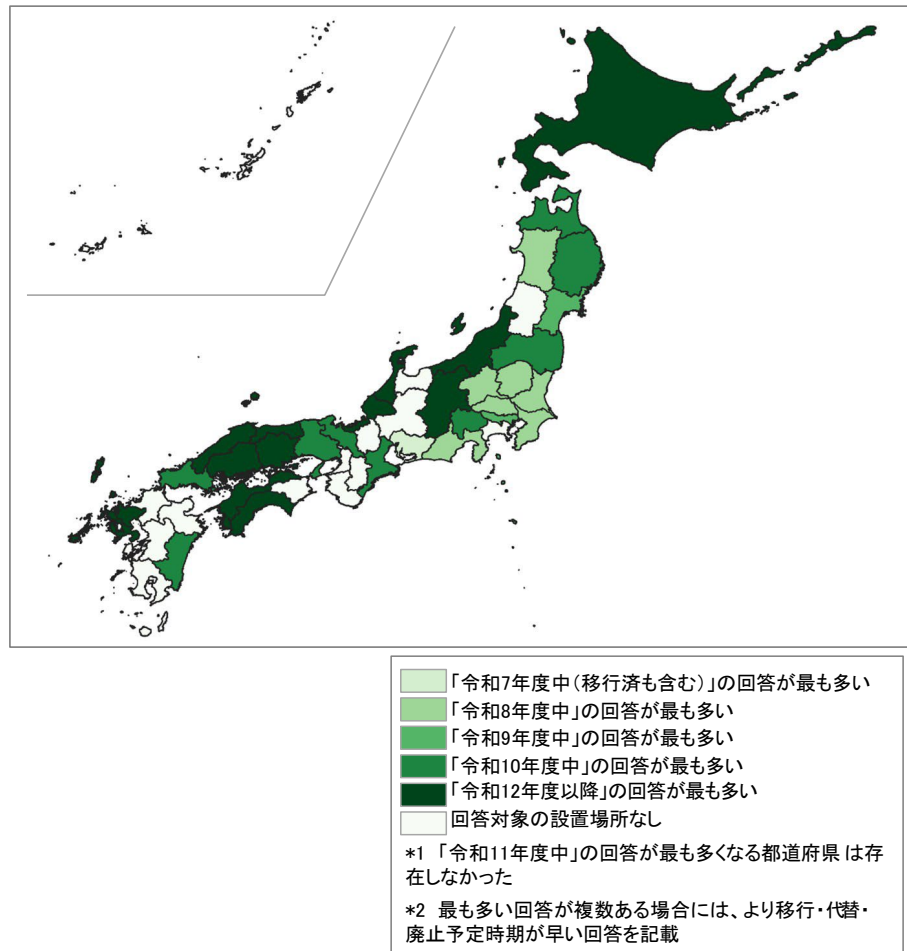 「令和7年度中（移行済も含む）」の回答が最も多い
「令和8年度中」の回答が最も多い
「令和9年度中」の回答が最も多い
「令和10年度中」の回答が最も多い
「令和12年度以降」の回答が最も多い
回答対象の設置場所なし
*1 「令和11年度中」の回答が最も多くなる都道府県は存
在しなかった
*2 最も多い回答が複数ある場合には、より移行・代替・
廃止予定時期が早い回答を記載